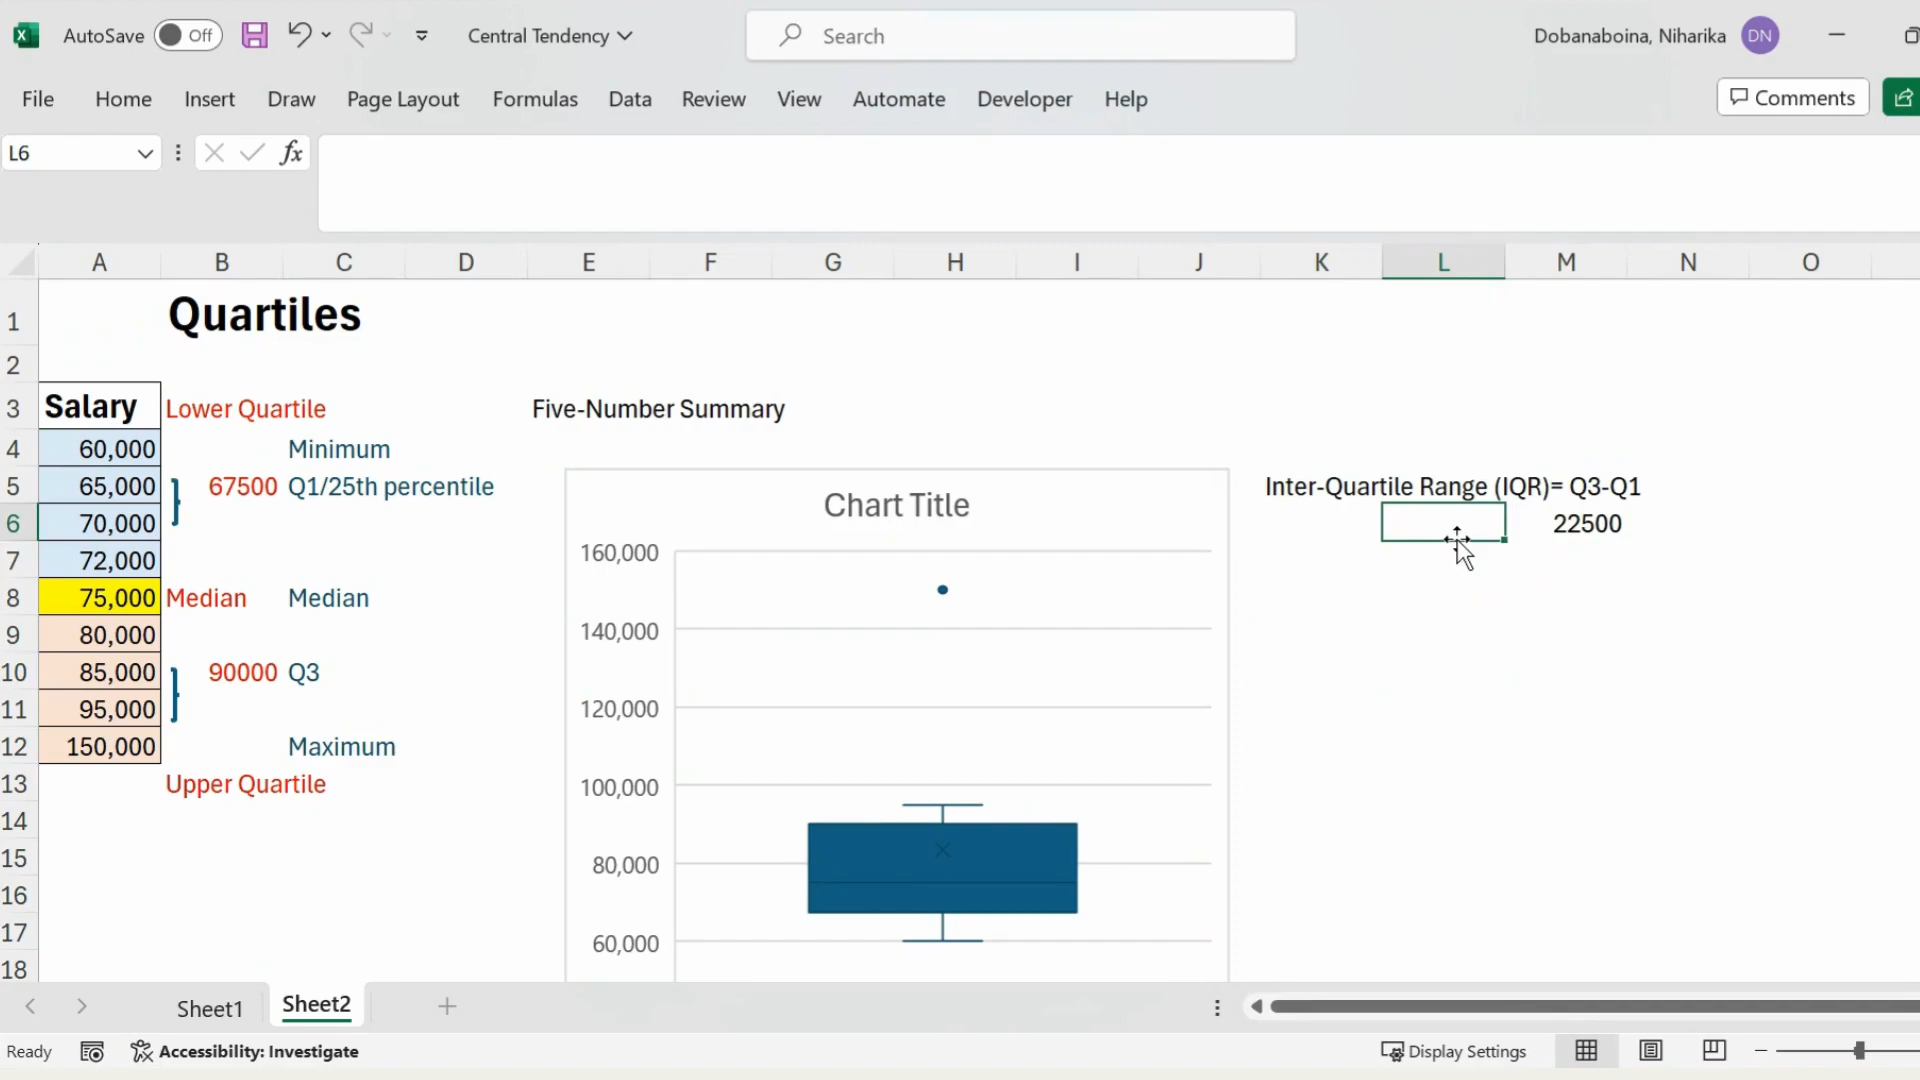 AutoSave Off Central Tendency Search Dobanaboina, Niharika DN
File Home Insert Draw Page Layout Formulas Data Review View Automate Developer Help Comments
L6 fx
A B C D E F G H I J K L M N O
1 Quartiles
2
3 Salary Lower Quartile Five-Number Summary
4 60,000 Minimum
5 65,000 67500 Q1/25th percentile Inter-Quartile Range (IQR)= Q3-Q1
6 70,000 22500
7 72,000
8 75,000 Median Median
9 80,000
10 85,000 90000 Q3
11 95,000
12 150,000 Maximum
13 Upper Quartile
14
15
16
17
18
Chart Title
160,000
140,000
120,000
100,000
80,000
60,000
Sheet1 Sheet2
Ready Accessibility: Investigate Display Settings